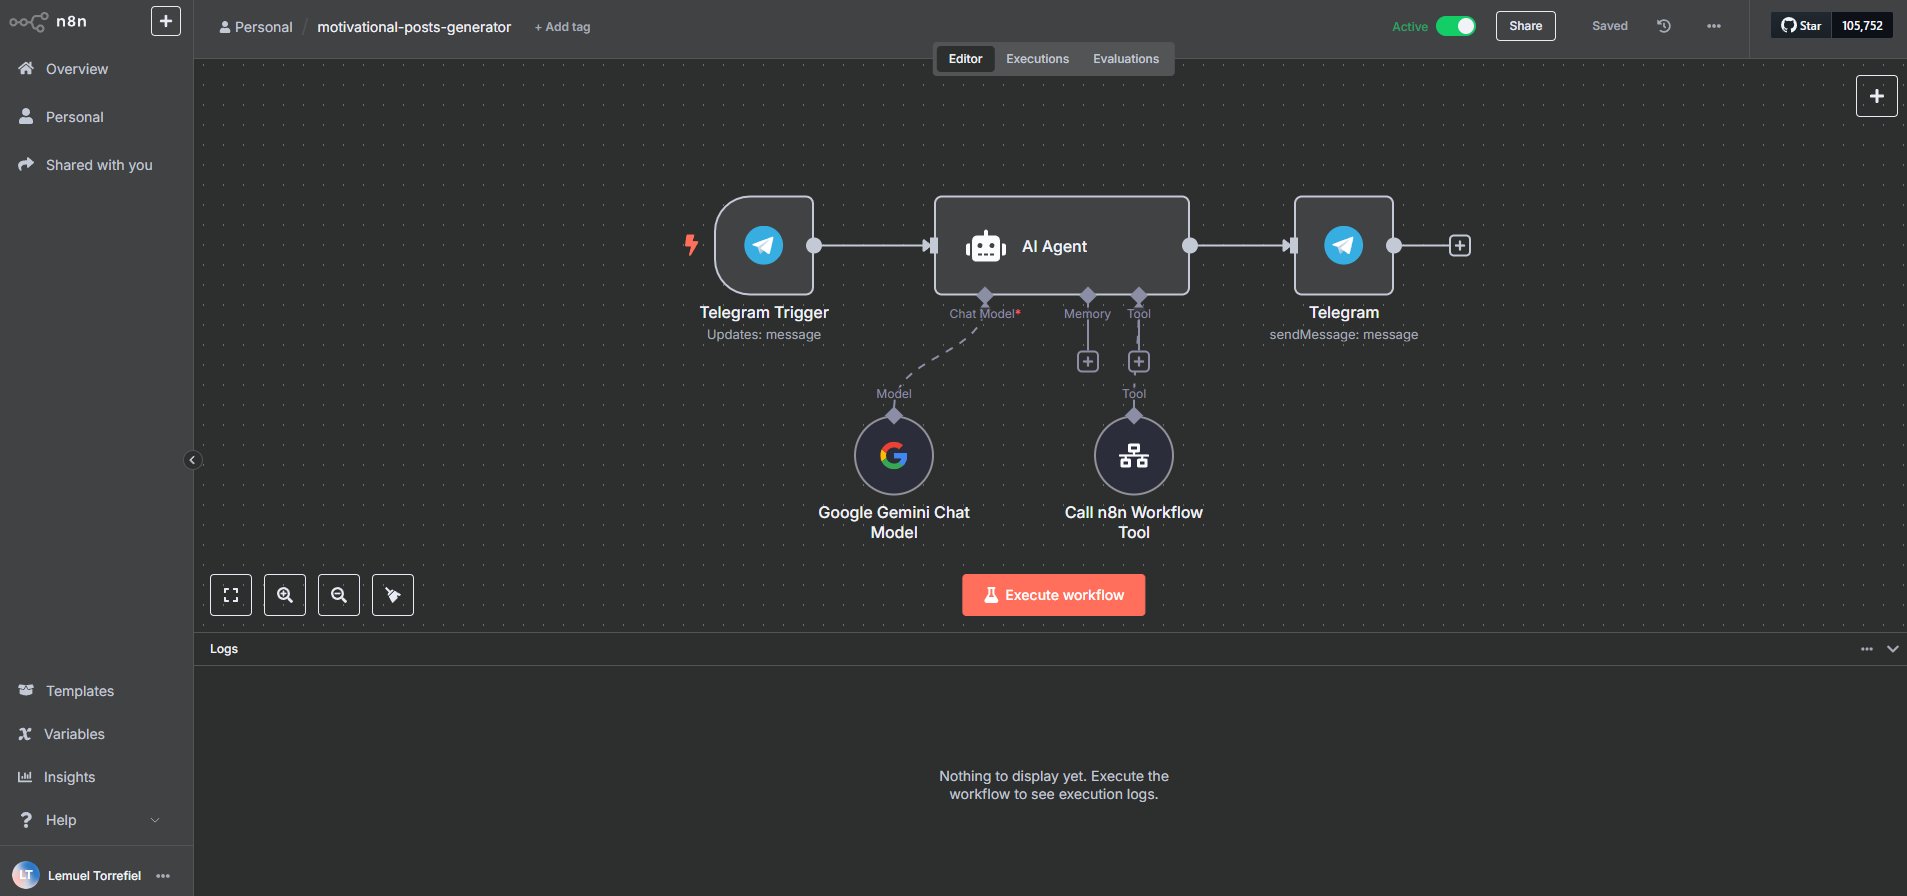 n8n
Personal / motivational-posts-generator + Add tag
Active Share Saved ... Star 105,752
Editor Executions Evaluations
Overview
Personal
Shared with you
AI Agent
Telegram Trigger
Updates: message
Chat Model*
Memory
Tool
Telegram
sendMessage: message
Model
Tool
Google Gemini Chat
Model
Call n8n Workflow
Tool
Execute workflow
Logs
Nothing to display yet. Execute the
workflow to see execution logs.
Templates
Variables
Insights
Help
LT Lemuel Torrefiel